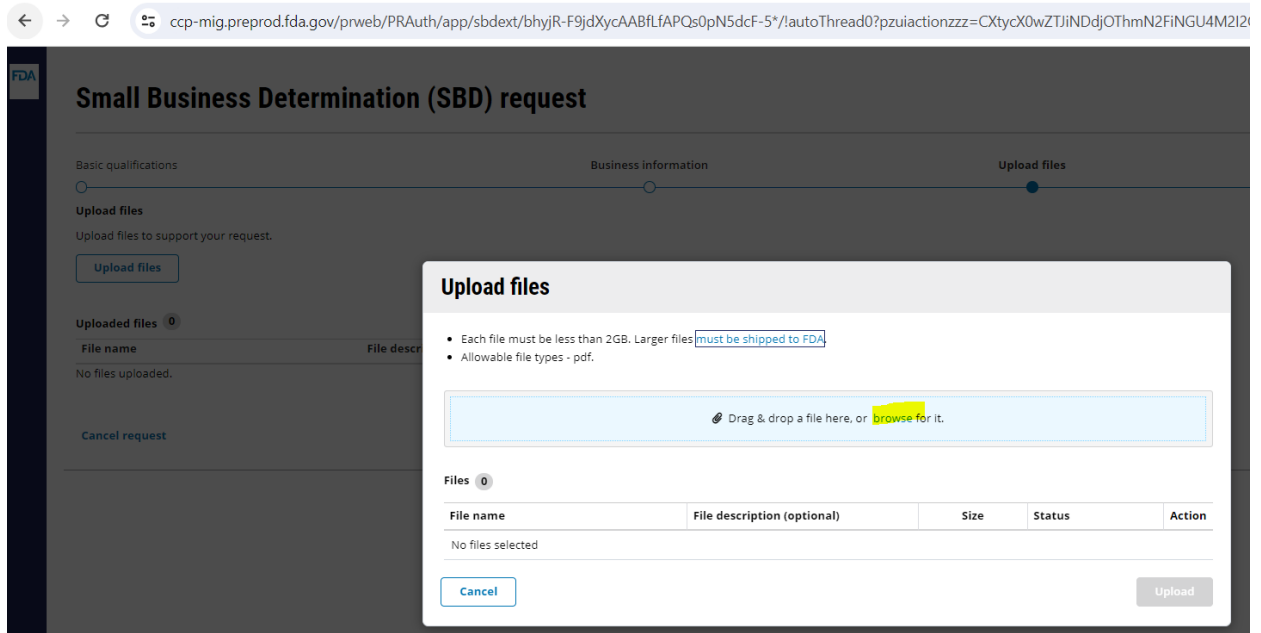 ccp-mig.preprod.fda.gov/prweb/PRAuth/app/sbdext/bhyjR-F9jdXycAABfLfAPQs0pN5dcF-5*/!autoThread0?pzuiactionzzz=CXtycX0wZTJiNDdjOThmN2FiNGU4M2I2
FDA
Small Business Determination (SBD) request
Basic qualifications
Business information
Upload files
Upload files
Upload files to support your request.
Upload files
Uploaded files 0
File name File descr
No files uploaded.
Cancel request
Upload files
• Each file must be less than 2GB. Larger files must be shipped to FDA.
• Allowable file types - pdf.
Drag & drop a file here, or browse for it.
Files 0
File name File description (optional) Size Status Action
No files selected
Cancel Upload